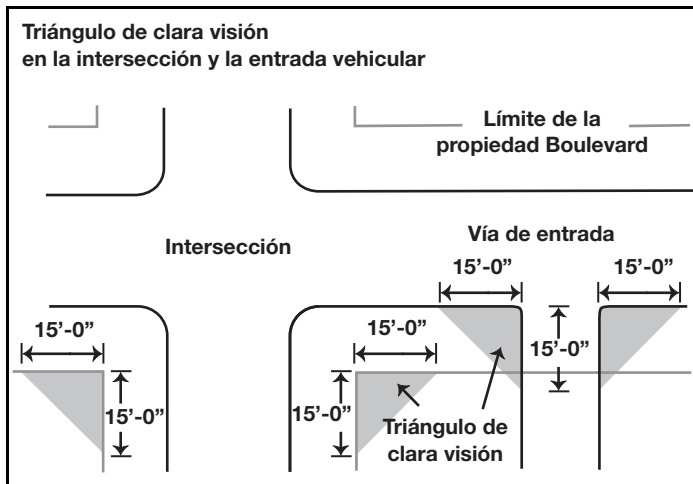 Triángulo de clara visión
en la intersección y la entrada vehicular
Límite de la
propiedad Boulevard
Intersección
Vía de entrada
15’-0”
15’-0”
15’-0”
15’-0”
15’-0”
15’-0”
15’-0”
Triángulo de
clara visión